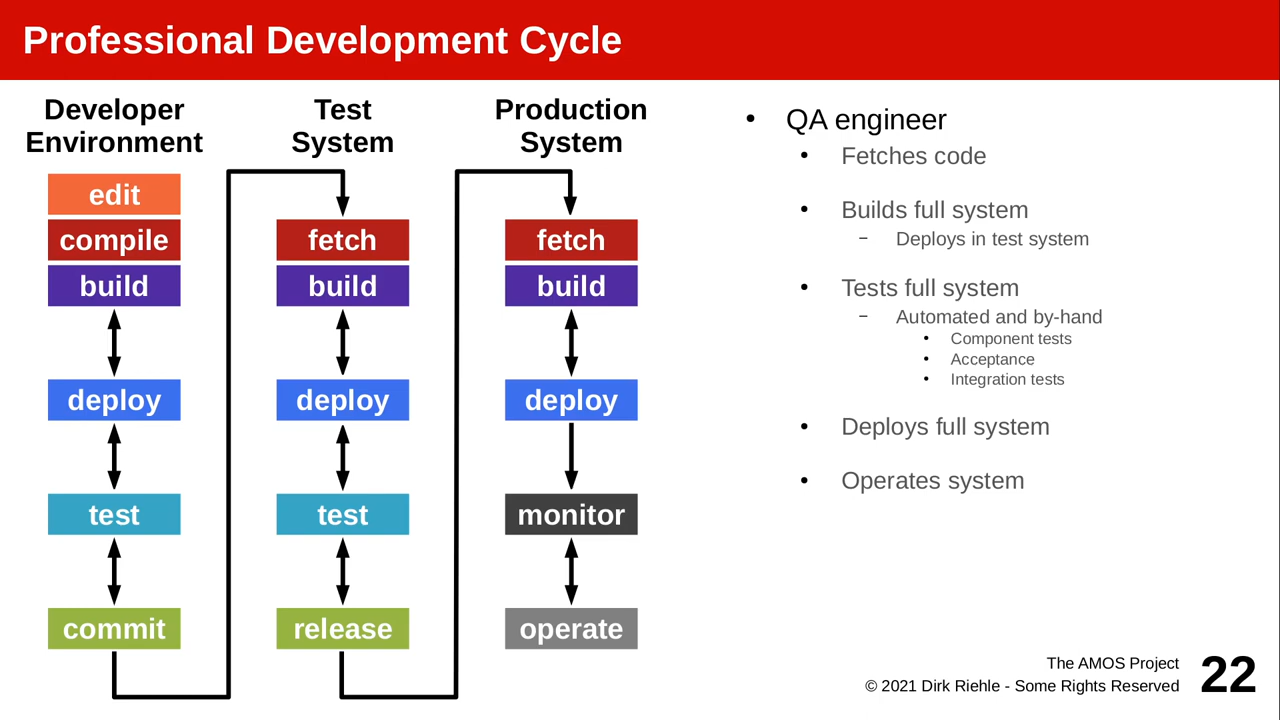 Professional Development Cycle
Developer
Environment
edit
compile
build
deploy
test
commit
Test
System
fetch
build
deploy
test
release
Production
System
fetch
build
deploy
monitor
operate
• QA engineer
• Fetches code
• Builds full system
– Deploys in test system
• Tests full system
– Automated and by-hand
• Component tests
• Acceptance
• Integration tests
• Deploys full system
• Operates system
The AMOS Project
© 2021 Dirk Riehle - Some Rights Reserved
22